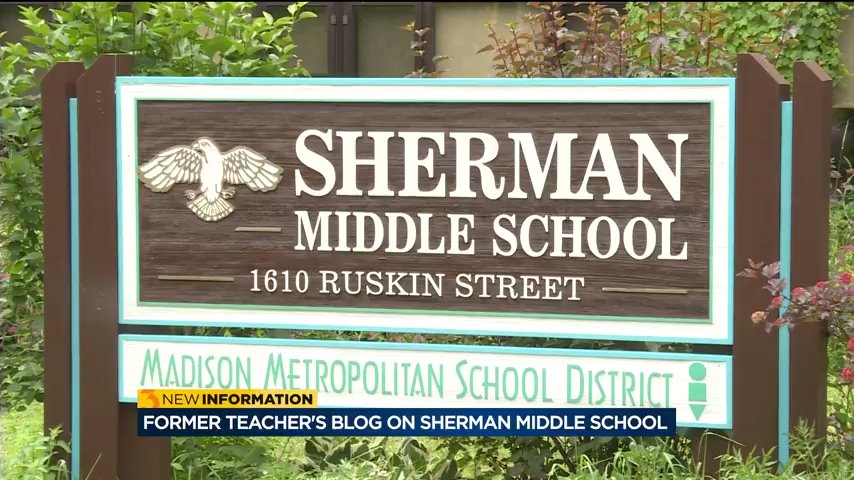 SHERMAN
MIDDLE SCHOOL
1610 RUSKIN STREET
MADISON METROPOLITAN SCHOOL DISTRICT
3 NEW INFORMATION
FORMER TEACHER'S BLOG ON SHERMAN MIDDLE SCHOOL